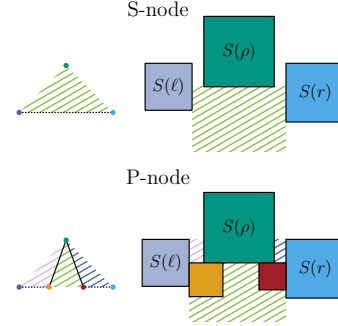 S-node
S(ℓ)
S(ρ)
S(r)
P-node
S(ℓ)
S(ρ)
S(r)